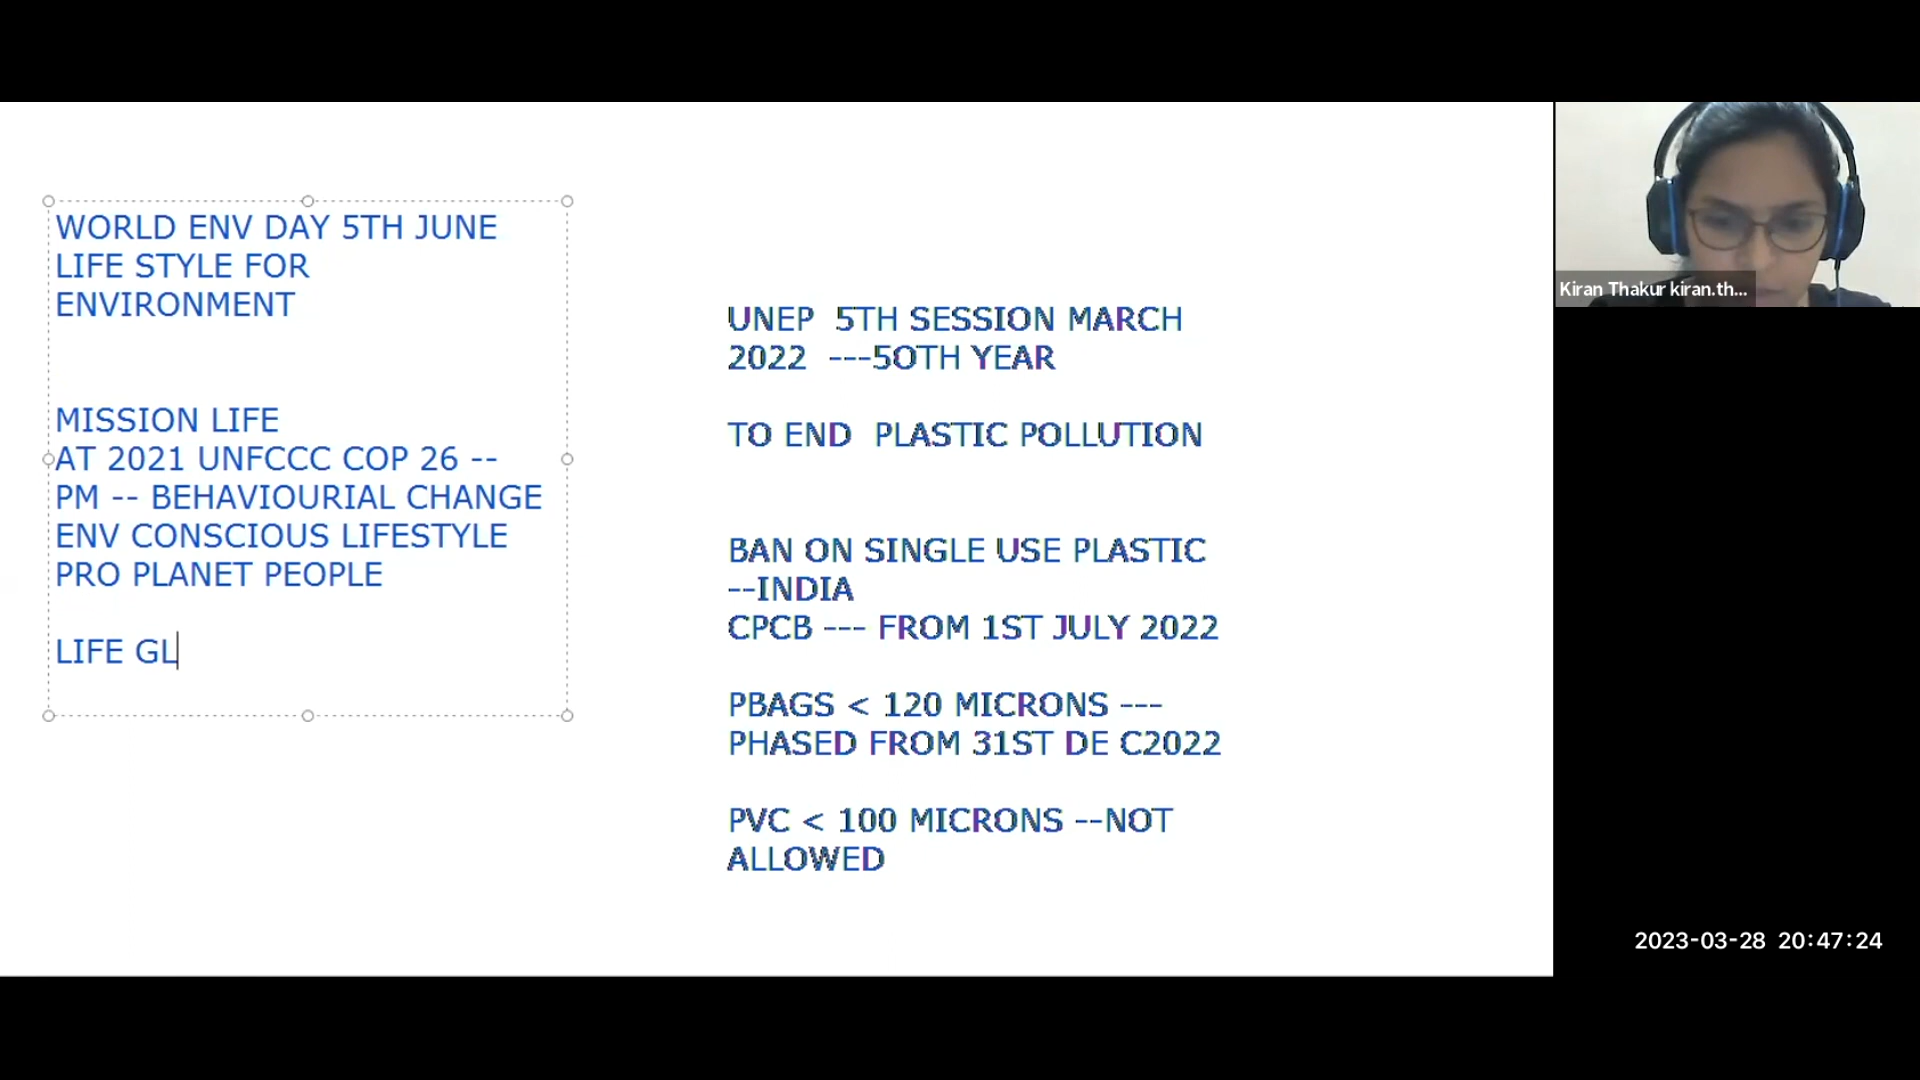 WORLD ENV DAY 5TH JUNE
LIFE STYLE FOR
ENVIRONMENT
MISSION LIFE
AT 2021 UNFCCC COP 26 --
PM -- BEHAVIOURIAL CHANGE
ENV CONSCIOUS LIFESTYLE
PRO PLANET PEOPLE
LIFE GL
UNEP 5TH SESSION MARCH
2022 ---5OTH YEAR
TO END PLASTIC POLLUTION
BAN ON SINGLE USE PLASTIC
--INDIA
CPCB --- FROM 1ST JULY 2022
PBAGS < 120 MICRONS ---
PHASED FROM 31ST DE C2022
PVC < 100 MICRONS --NOT
ALLOWED
Kiran Thakur kiran.th...
2023-03-28 20:47:24